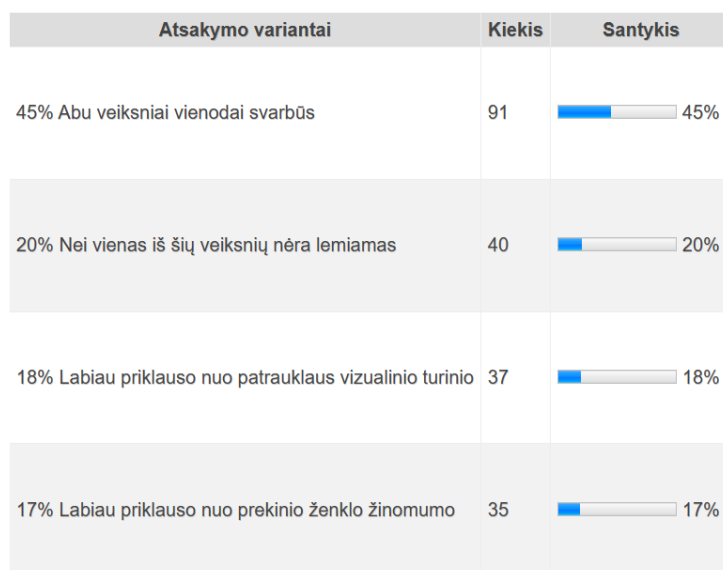 Atsakymo variantai Kiekis Santykis
45% Abu veiksniai vienodai svarbūs 91 45%
20% Nei vienas iš šių veiksnių nėra lemiamas 40 20%
18% Labiau priklauso nuo patrauklaus vizualinio turinio 37 18%
17% Labiau priklauso nuo prekinio ženklo žinomumo 35 17%